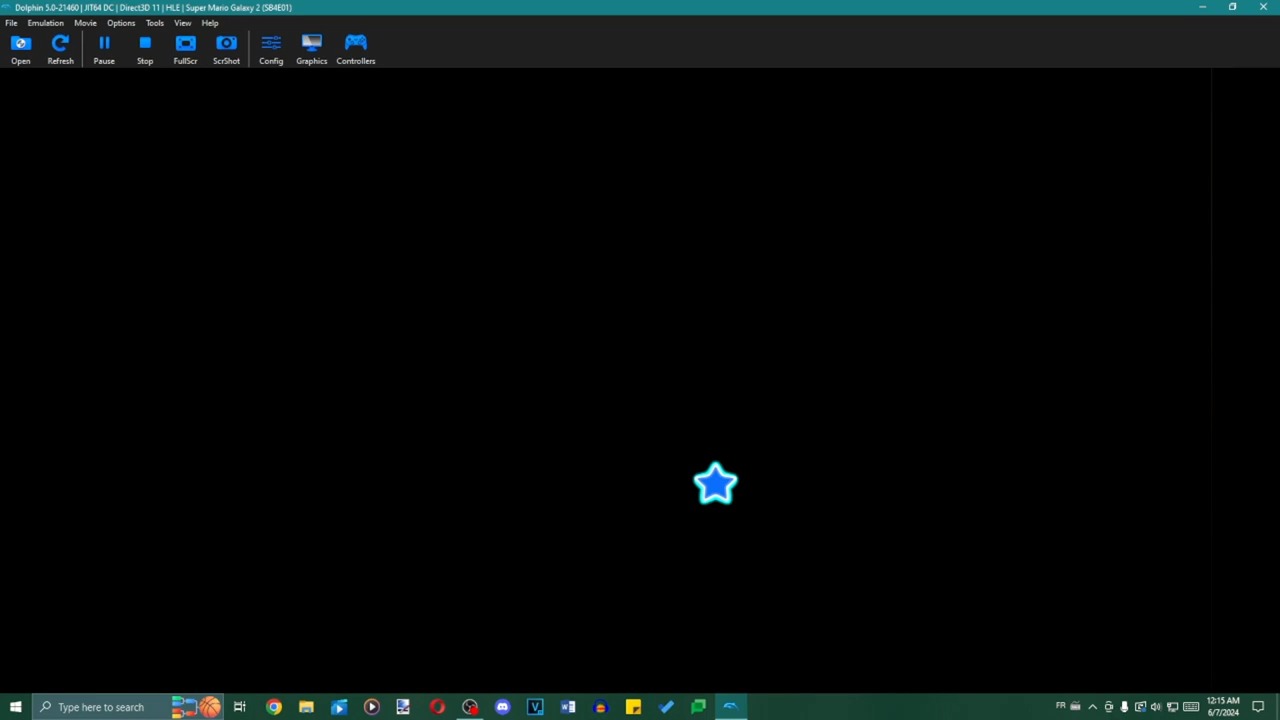 Dolphin 5.0-21460 | JIT64 DC | Direct3D 11 | HLE | Super Mario Galaxy 2 (SB4E01)
File Emulation Movie Options Tools View Help
Open Refresh Pause Stop FullScr ScrShot Config Graphics Controllers
Type here to search
FR
12:15 AM
6/7/2024